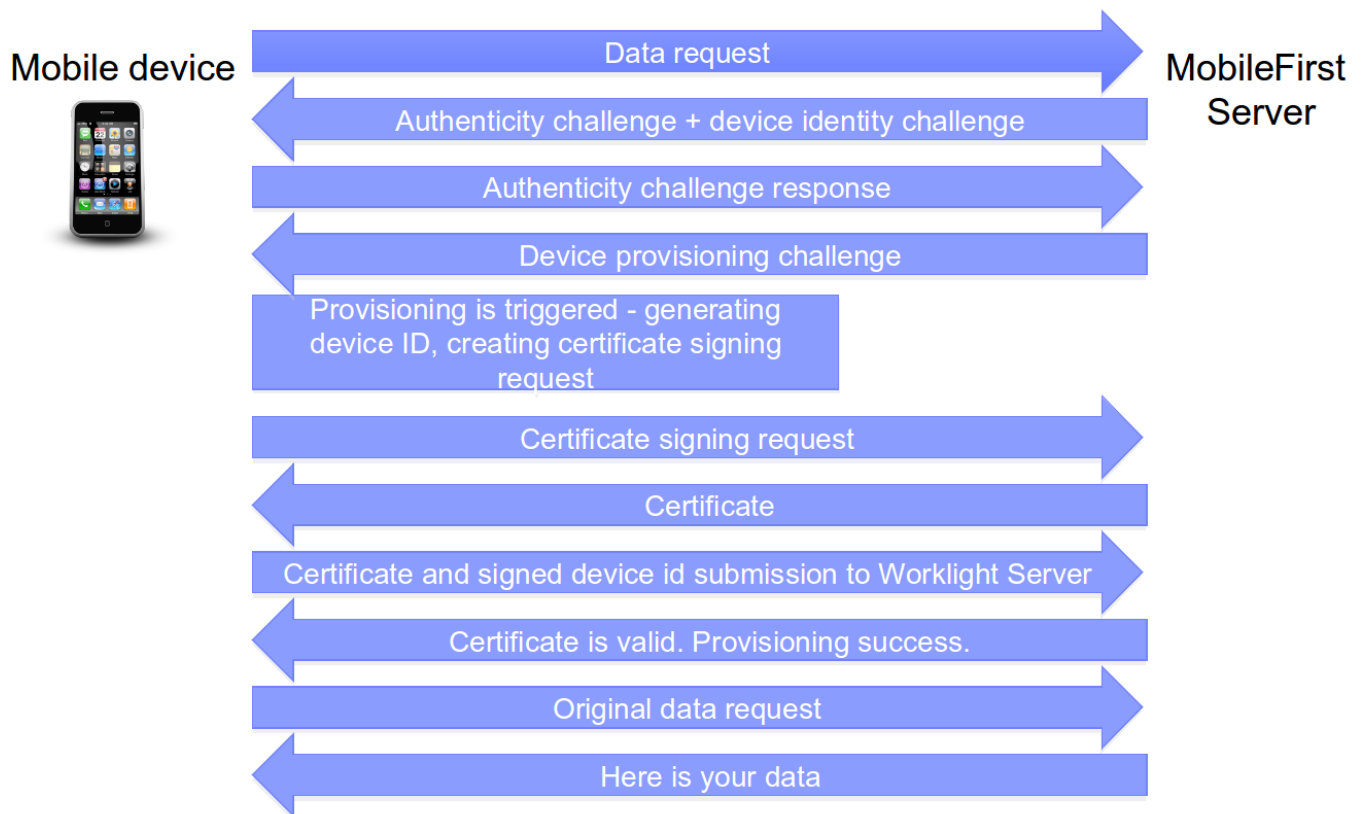 Data request
Mobile device
MobileFirst
Server
Authenticity challenge + device identity challenge
Authenticity challenge response
Device provisioning challenge
Provisioning is triggered - generating
device ID, creating certificate signing
request
Certificate signing request
Certificate
Certificate and signed device id submission to Worklight Server
Certificate is valid. Provisioning success.
Original data request
Here is your data